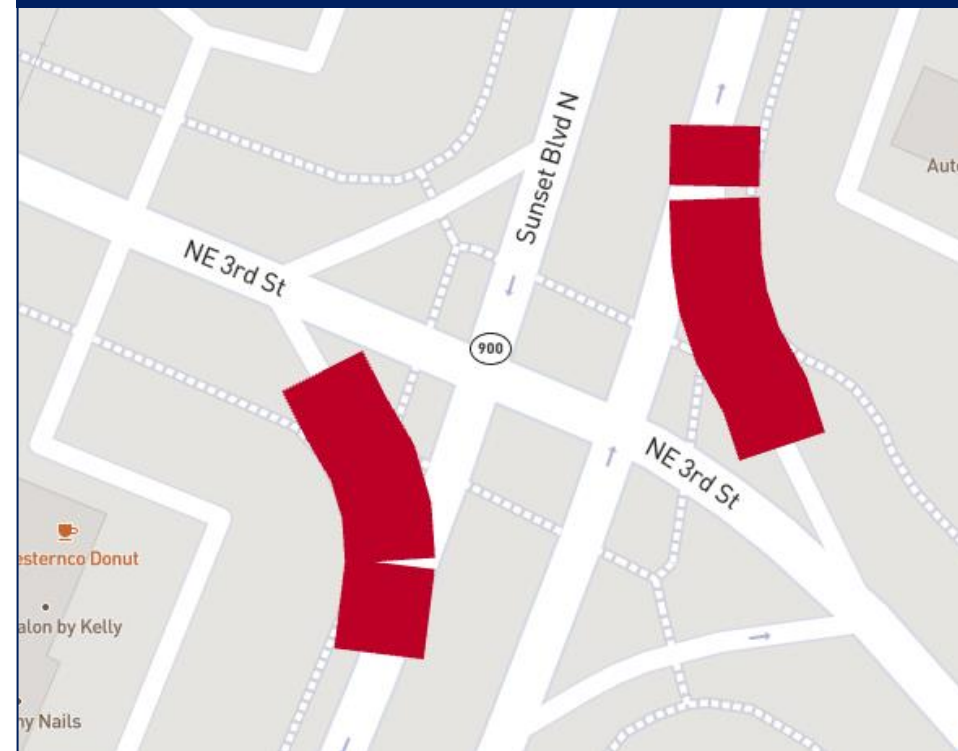 Sunset Blvd N
Auto
NE 3rd St
900
NE 3rd St
esternco Donut
alon by Kelly
ny Nails